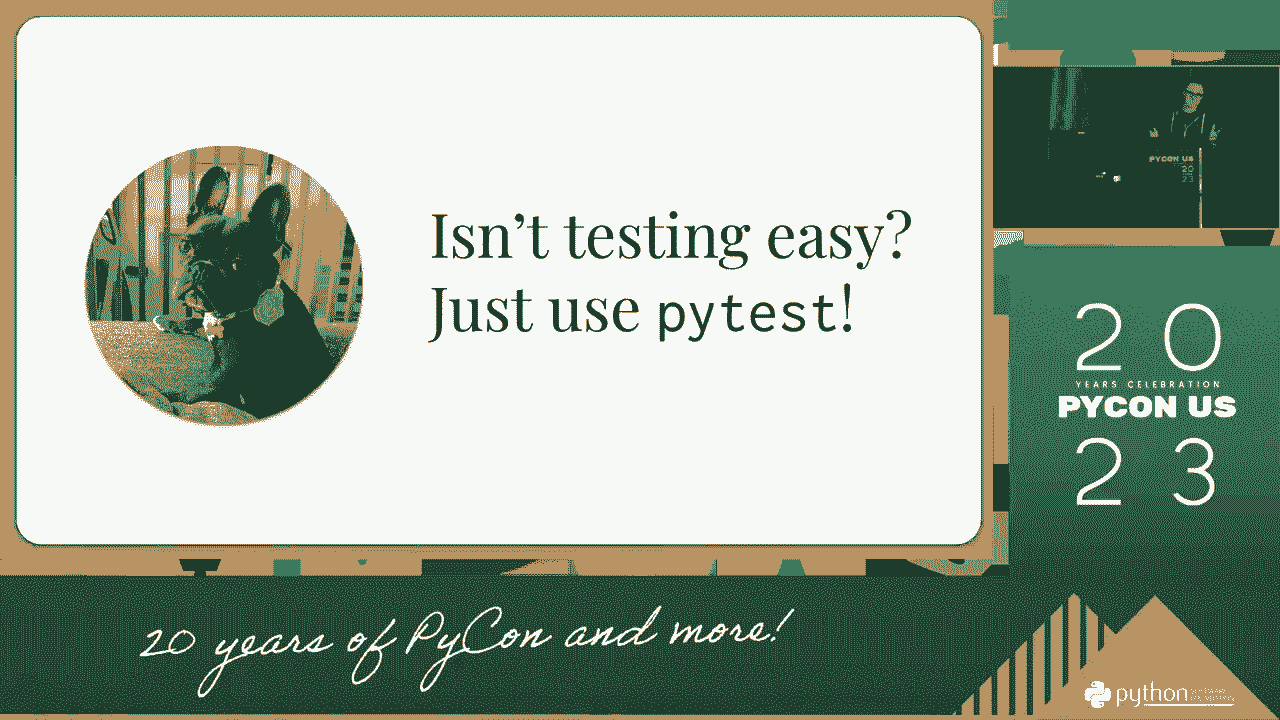 Isn’t testing easy?
Just use pytest!
PYCON US
20
23
20
YEARS CELEBRATION
PYCON US
23
20 years of PyCon and more!
python